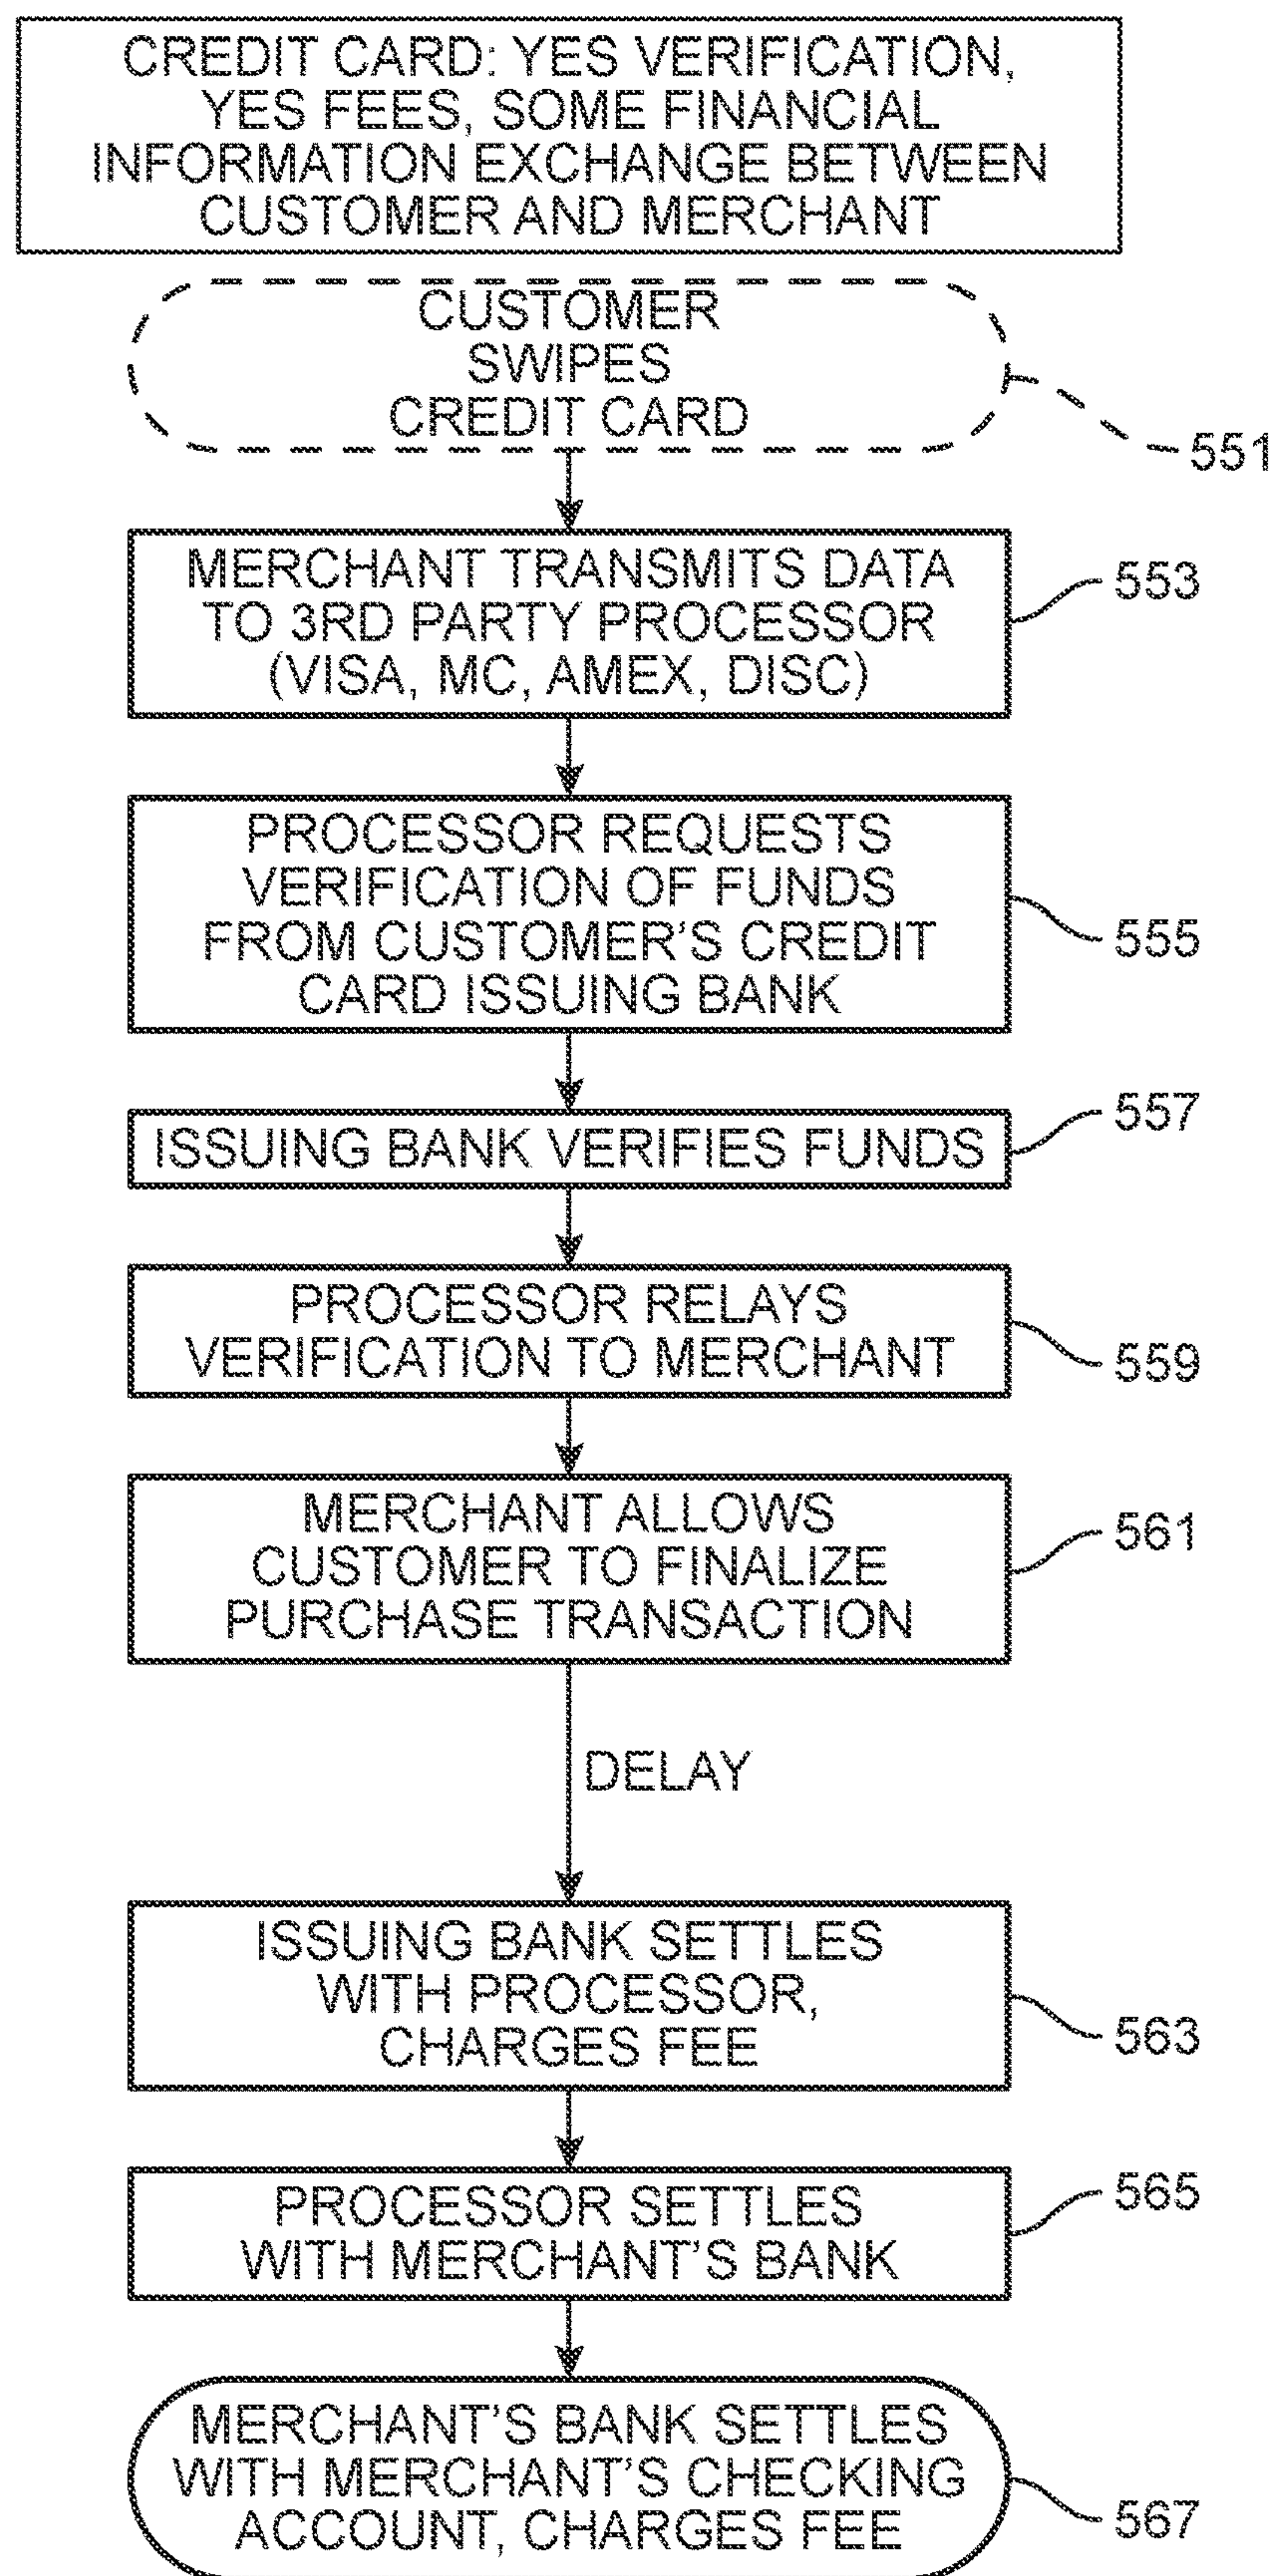 CREDIT CARD: YES VERIFICATION,
YES FEES, SOME FINANCIAL
INFORMATION EXCHANGE BETWEEN
CUSTOMER AND MERCHANT
CUSTOMER
SWIPES
CREDIT CARD
551
MERCHANT TRANSMITS DATA
TO 3RD PARTY PROCESSOR
(VISA, MC, AMEX, DISC)
553
PROCESSOR REQUESTS
VERIFICATION OF FUNDS
FROM CUSTOMER'S CREDIT
CARD ISSUING BANK
555
ISSUING BANK VERIFIES FUNDS
557
PROCESSOR RELAYS
VERIFICATION TO MERCHANT
559
MERCHANT ALLOWS
CUSTOMER TO FINALIZE
PURCHASE TRANSACTION
561
DELAY
ISSUING BANK SETTLES
WITH PROCESSOR,
CHARGES FEE
563
PROCESSOR SETTLES
WITH MERCHANT'S BANK
565
MERCHANT'S BANK SETTLES
WITH MERCHANT'S CHECKING
ACCOUNT, CHARGES FEE
567